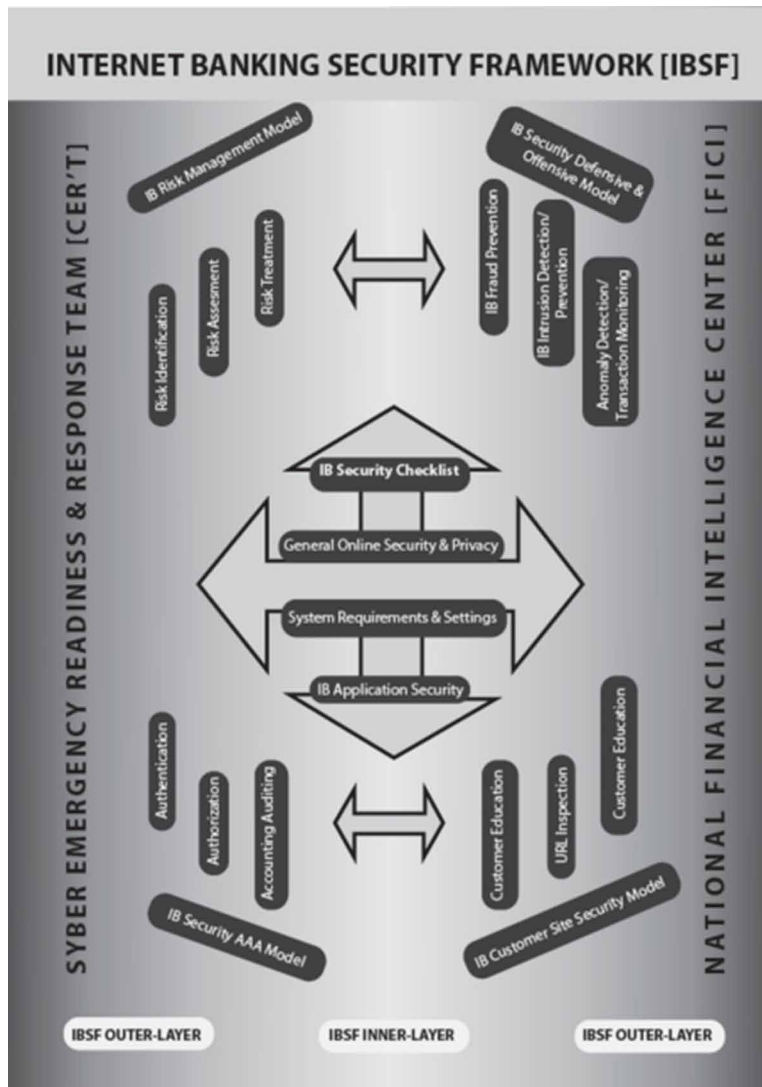 INTERNET BANKING SECURITY FRAMEWORK [IBSF]
SYBER EMERGENCY READINESS & RESPONSE TEAM [CER'T]
IB Risk Management Model
Risk Identification
Risk Assesment
Risk Treatment
IB Security Defensive &
Offensive Model
IB Fraud Prevention
IB Intrusion Detection/
Prevention
Anomaly Detection/
Transaction Monitoring
NATIONAL FINANCIAL INTELLIGENCE CENTER [FICI]
IB Security Checklist
General Online Security & Privacy
System Requirements & Settings
IB Application Security
Authentication
Authorization
Accounting Auditing
IB Security AAA Model
Customer Education
URL Inspection
Customer Education
IB Customer Site Security Model
IBSF OUTER-LAYER
IBSF INNER-LAYER
IBSF OUTER-LAYER